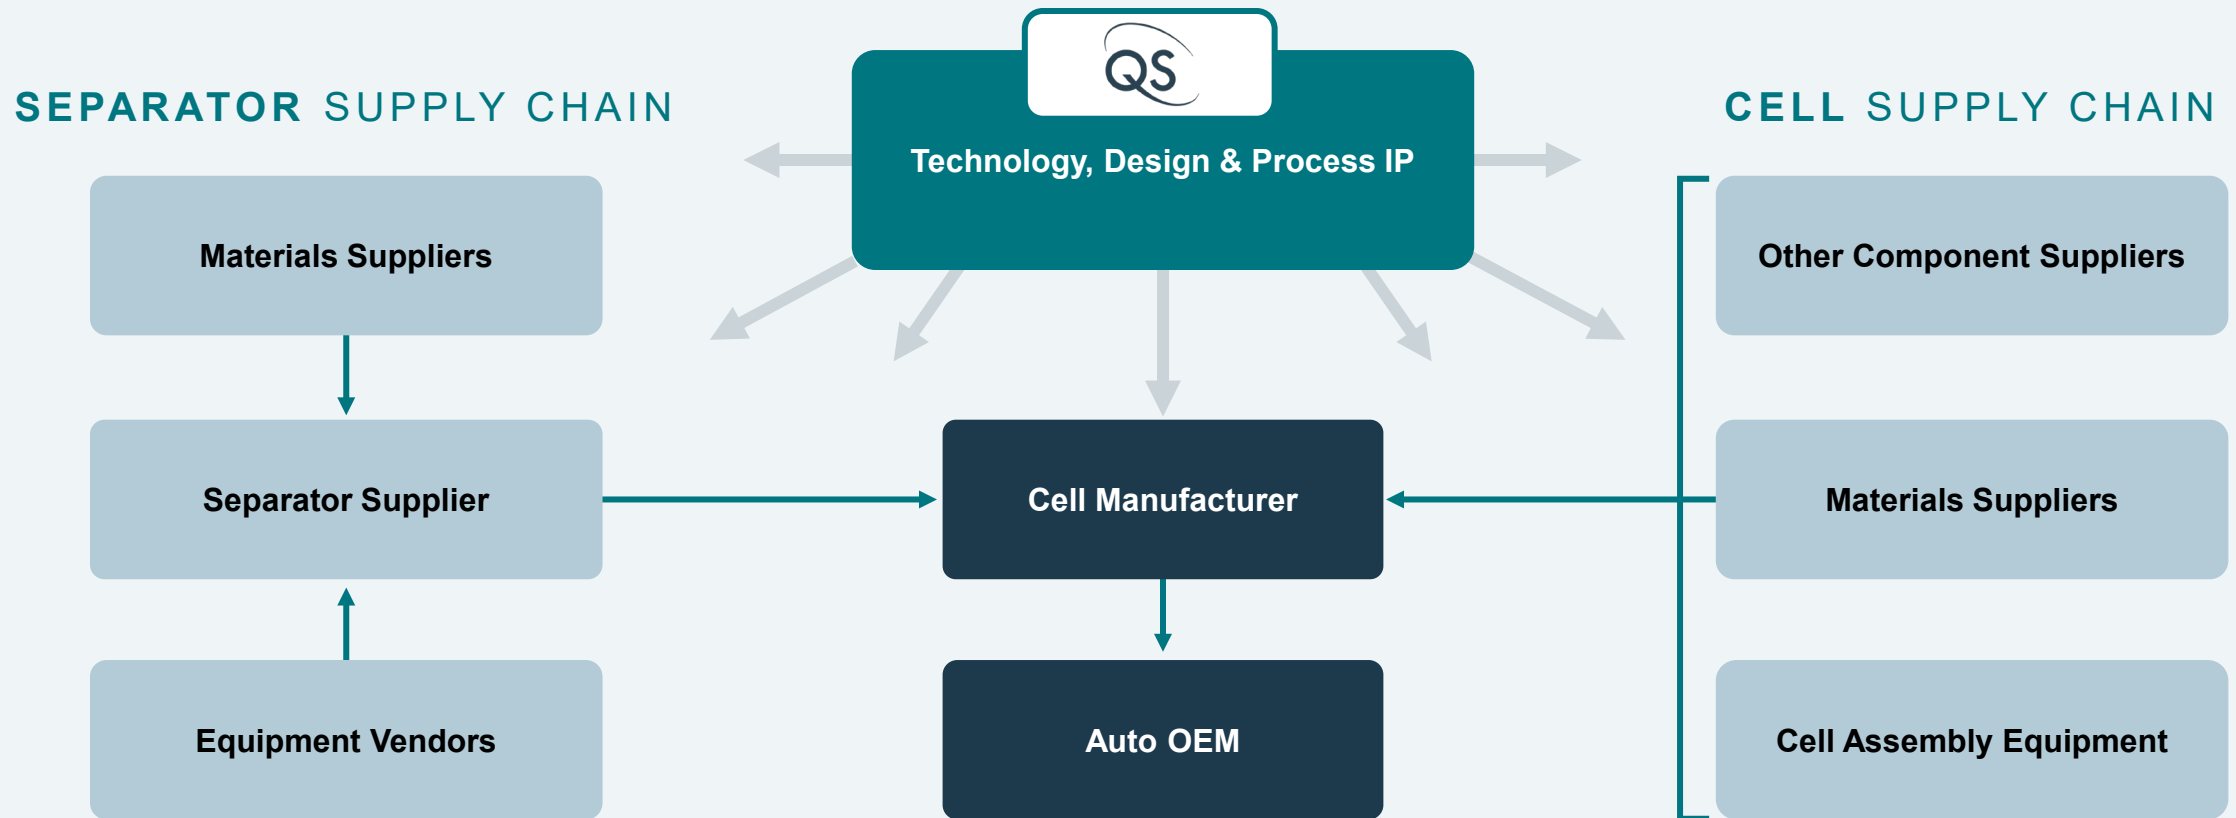 QS
SEPARATOR SUPPLY CHAIN
Technology, Design & Process IP
CELL SUPPLY CHAIN
Materials Suppliers
Other Component Suppliers
Separator Supplier
Cell Manufacturer
Materials Suppliers
Equipment Vendors
Auto OEM
Cell Assembly Equipment